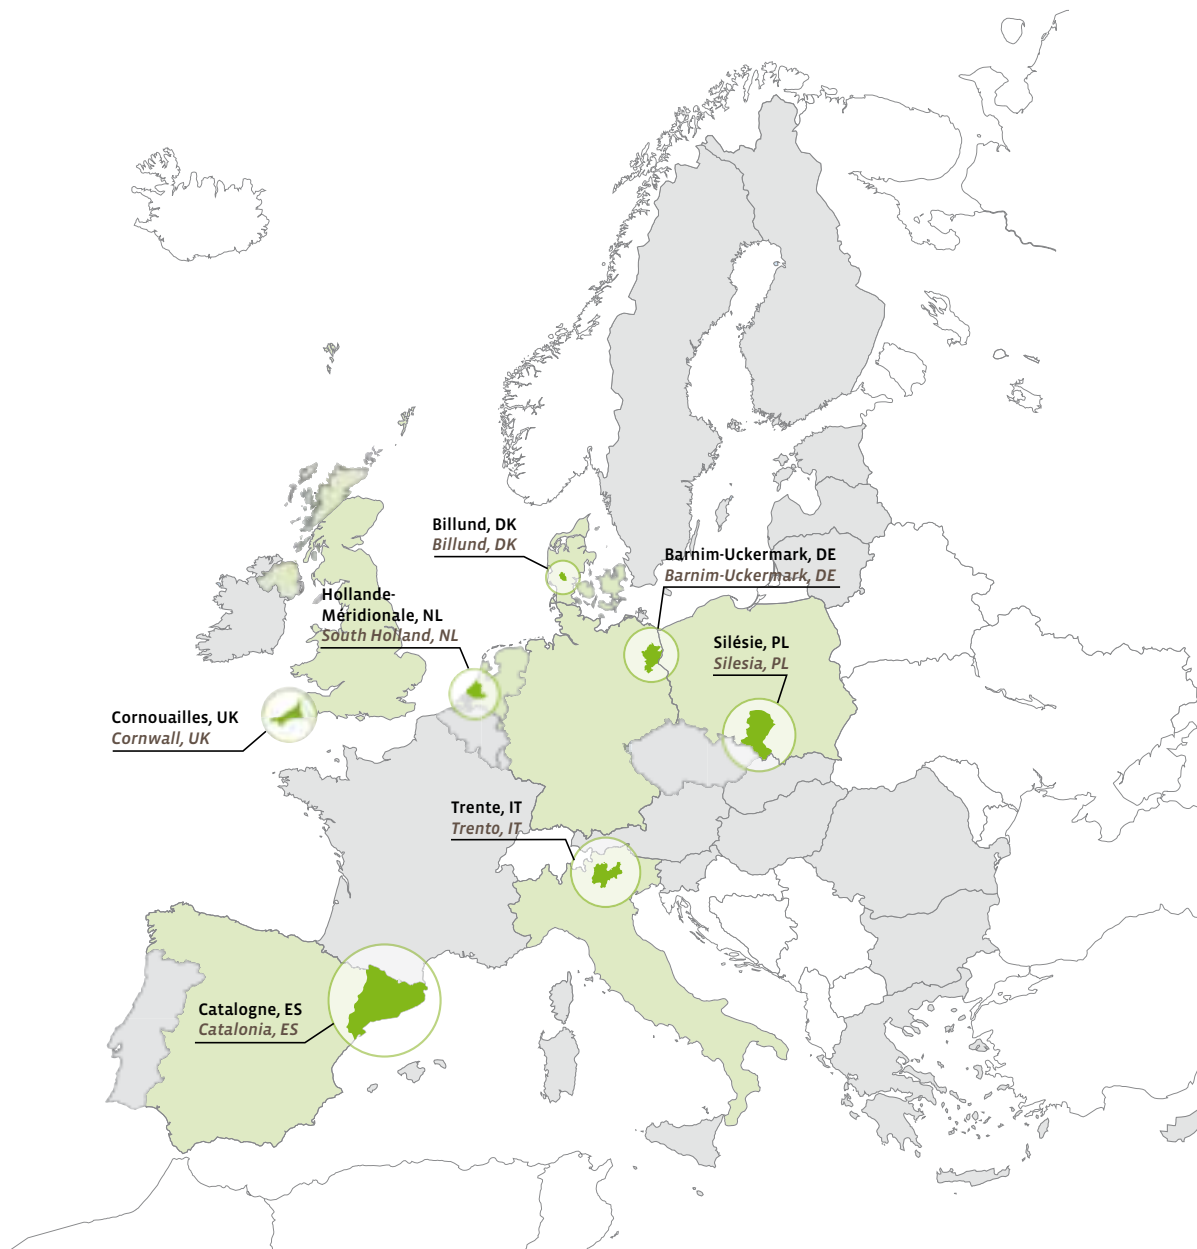 Billund, DK
Billund, DK
Barnim-Uckermark, DE
Barnim-Uckermark, DE
Hollande-
Méridionale, NL
South Holland, NL
Silésie, PL
Silesia, PL
Cornouailles, UK
Cornwall, UK
Trente, IT
Trento, IT
Catalogne, ES
Catalonia, ES